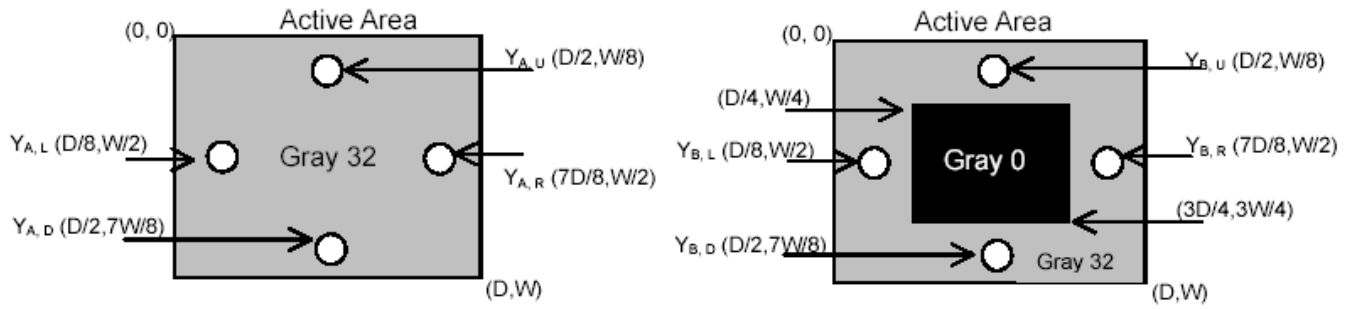 Active Area
(0, 0)
YA, U (D/2,W/8)
YA, L (D/8,W/2)
Gray 32
YA, R (7D/8,W/2)
YA, D (D/2,7W/8)
(D,W)
Active Area
(0, 0)
YB, U (D/2,W/8)
(D/4,W/4)
YB, L (D/8,W/2)
Gray 0
YB, R (7D/8,W/2)
(3D/4,3W/4)
YB, D (D/2,7W/8)
Gray 32
(D,W)